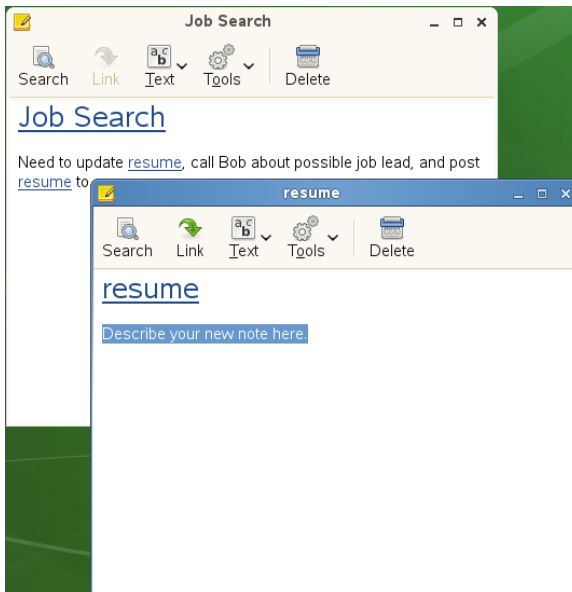 Job Search
Search Link Text Tools Delete
Job Search
Need to update resume, call Bob about possible job lead, and post
resume to
resume
Search Link Text Tools Delete
resume
Describe your new note here.